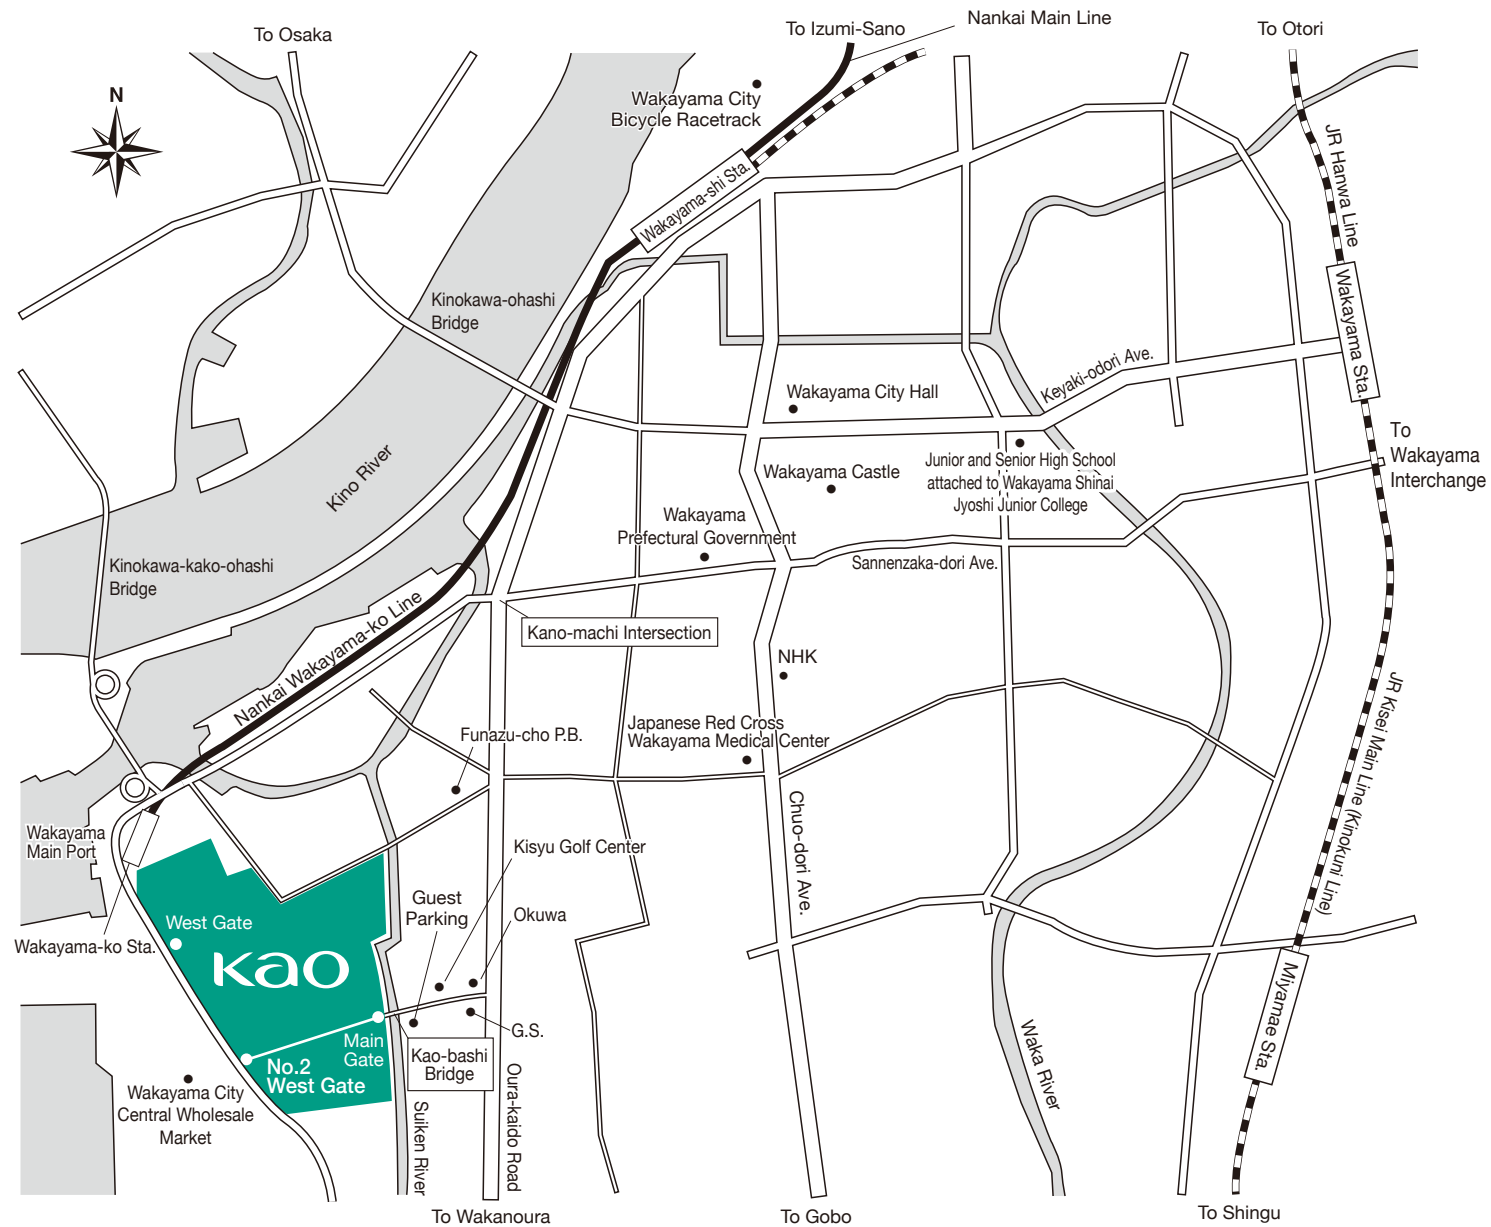 To Osaka
To Izumi-Sano
Nankai Main Line
To Otori
N
Wakayama City
Bicycle Racetrack
JR Hanwa Line
Wakayama-shi Sta.
Kinokawa-ohashi
Bridge
Wakayama Sta.
Keyaki-odori Ave.
Wakayama City Hall
To
Wakayama
Interchange
Kino River
Wakayama Castle
Junior and Senior High School
attached to Wakayama Shinai
Jyoshi Junior College
Wakayama
Prefectural Government
Sannenzaka-dori Ave.
Kinokawa-kako-ohashi
Bridge
Nankai Wakayama-ko Line
Kano-machi Intersection
NHK
JR Kisei Main Line (Kinokuni Line)
Funazu-cho P.B.
Japanese Red Cross
Wakayama Medical Center
Chuo-dori Ave.
Wakayama
Main Port
Kisyu Golf Center
Guest
Parking
Okuwa
West Gate
Wakayama-ko Sta.
Kao
Miyamae Sta.
G.S.
Main
Gate
Kao-bashi
Bridge
No.2
West Gate
Waka River
Wakayama City
Central Wholesale
Market
Suiken River
Oura-kaido Road
To Wakanoura
To Gobo
To Shingu